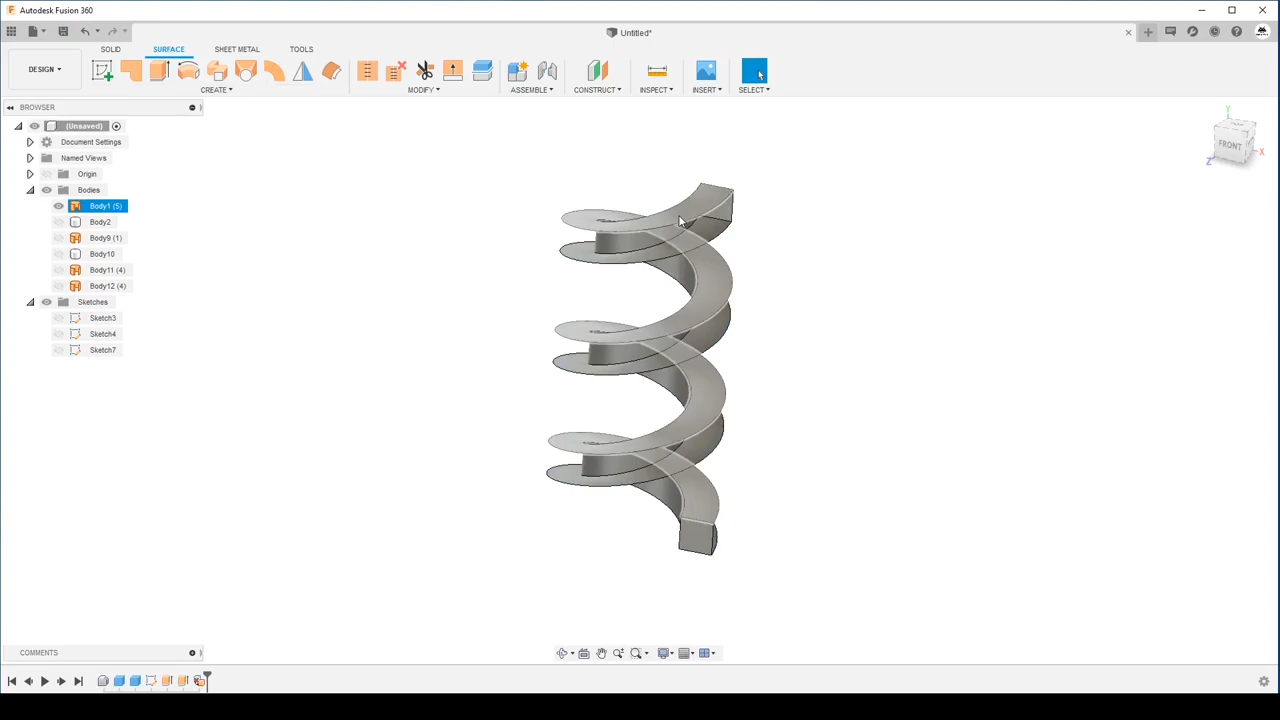 Autodesk Fusion 360
Untitled*
SOLID SURFACE SHEET METAL TOOLS
DESIGN
CREATE MODIFY ASSEMBLE CONSTRUCT INSPECT INSERT SELECT
BROWSER
(Unsaved)
Document Settings
Named Views
Origin
Bodies
Body1 (5)
Body2
Body9 (1)
Body10
Body11 (4)
Body12 (4)
Sketches
Sketch3
Sketch4
Sketch7
Y
FRONT
X
Z
COMMENTS